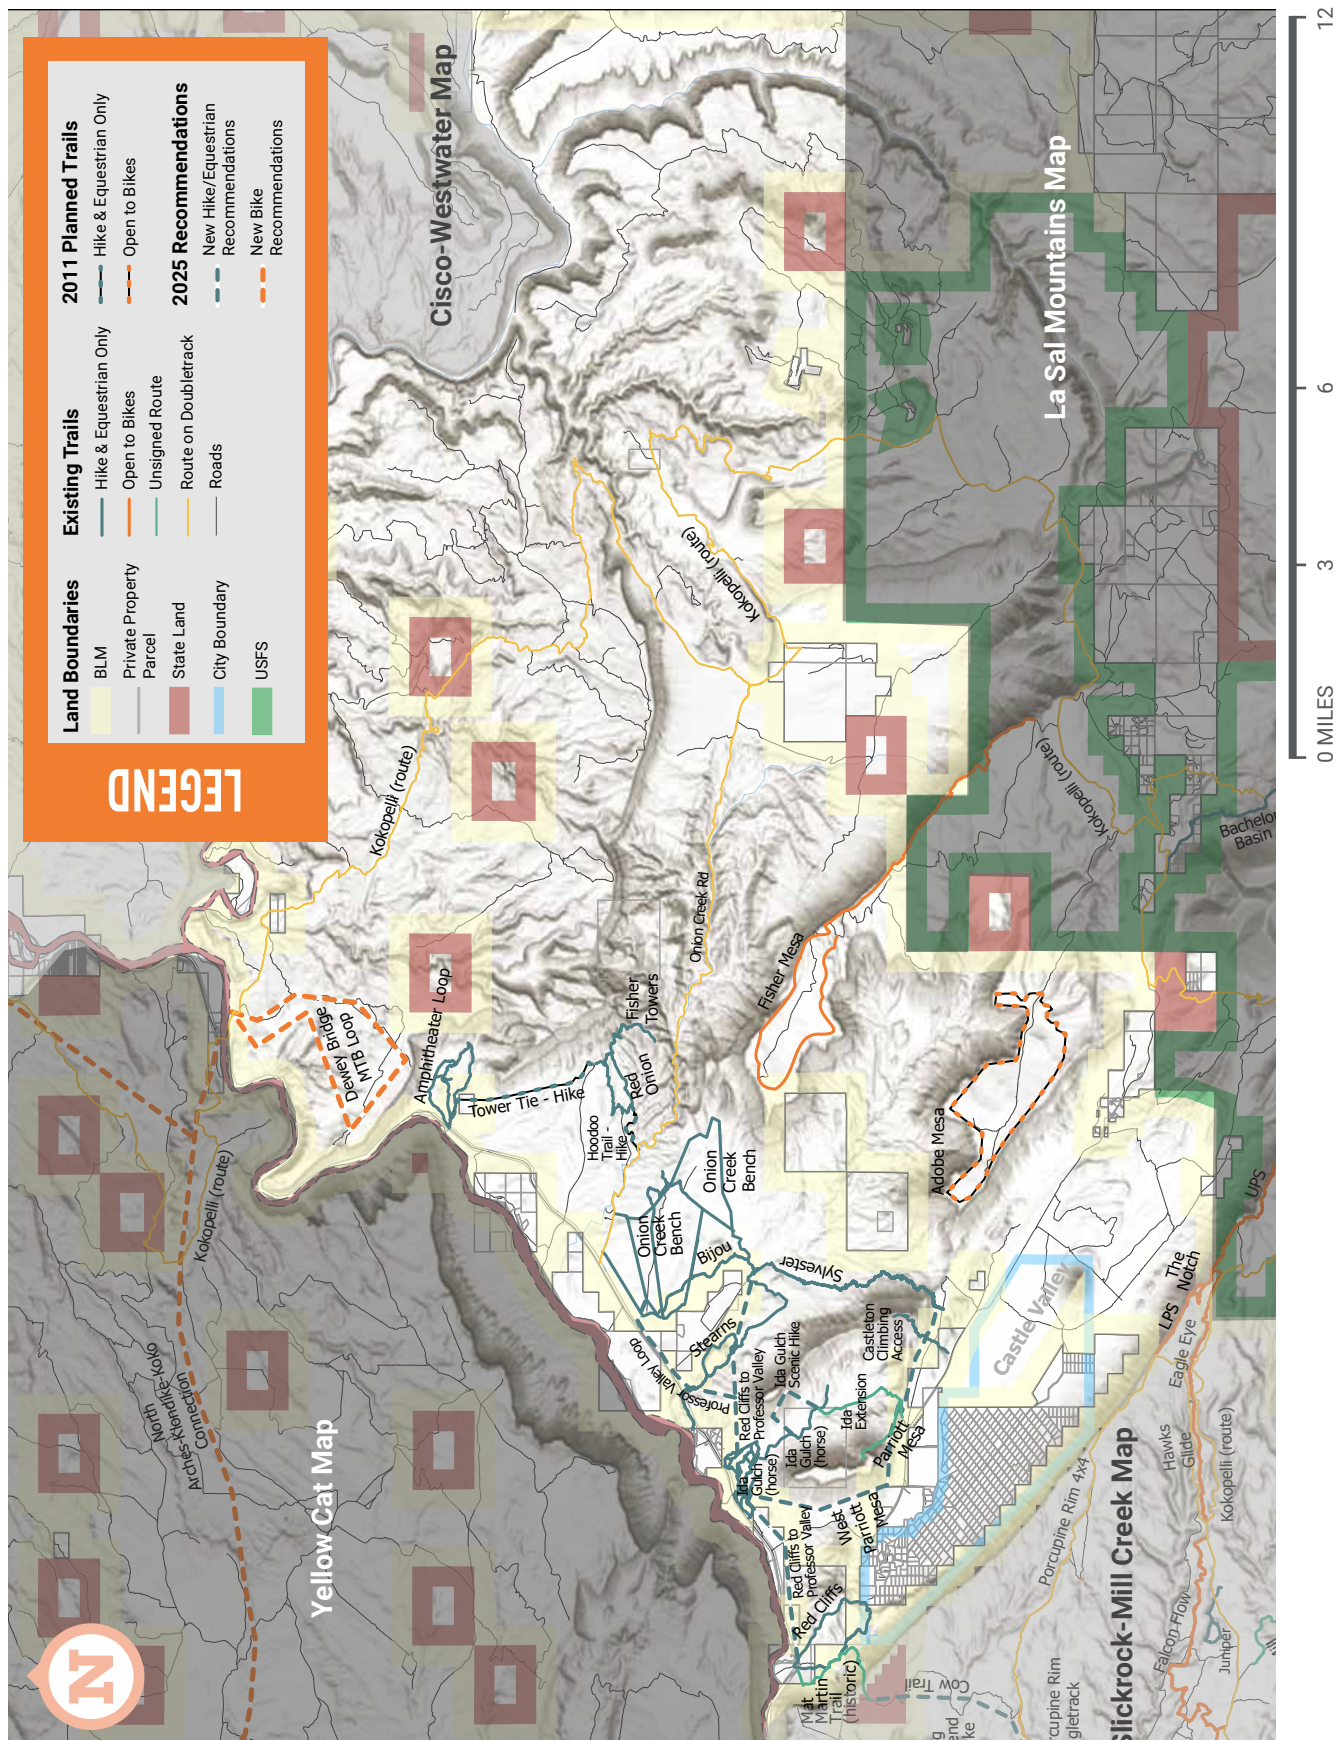 LEGEND
Land Boundaries
BLM
Private Property
Parcel
State Land
City Boundary
USFS
Existing Trails
Hike & Equestrian Only
Open to Bikes
Unsigned Route
Route on Doubletrack
Roads
2011 Planned Trails
Hike & Equestrian Only
Open to Bikes
2025 Recommendations
New Hike/Equestrian
Recommendations
New Bike
Recommendations
Cisco-Westwater Map
La Sal Mountains Map
Yellow Cat Map
Slickrock-Mill Creek Map
N
0 MILES
3
6
12
Kokopelli (route)
Kokopelli (route)
Kokopelli (route)
Kokopelli (route)
Kokopelli (route)
Dewey Bridge
MTB Loop
Amphitheater Loop
Tower Tie - Hike
Hoodoo
Trail -
Hike
Red
Onion
Fisher
Towers
Onion Creek Rd
Fisher Mesa
Adobe Mesa
Onion
Creek
Bench
Onion
Creek
Bench
Bijou
Sylvester
Stearns
Professor Valley Loop
Red Cliffs to
Professor Valley
Ida Gulch
Scenic Hike
Castleton
Climbing
Access
Ida
Extension
Ida
Gulch
(horse)
Ida
Gulch
(horse)
Parriott
Mesa
West
Parriott
Mesa
Red Cliffs to
Professor Valley
Red Cliffs
Mat
Martin
Trail
(historic)
Cow Trail
Castle Valley
North
Arches-Klondike-Koko
Connection
Bachelor
Basin
UPS
The
Notch
LPS
Eagle Eye
Hawks
Glide
Porcupine Rim 4x4
Falcon Flow
Juniper
rcupine Rim
gletrack